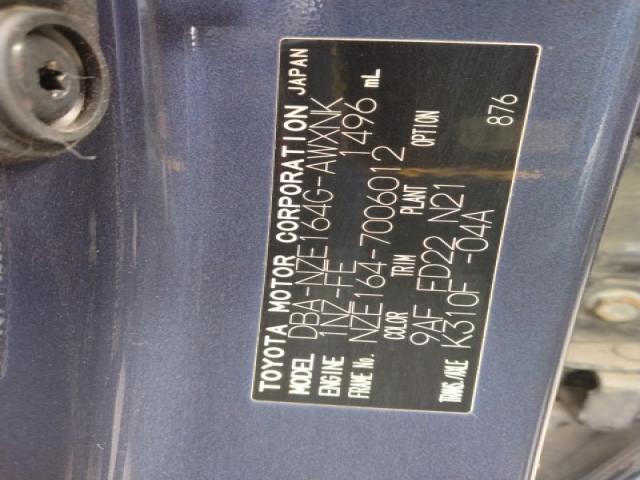 TOYOTA MOTOR CORPORATION JAPAN
MODEL DBA-NZE164G-AWXNK
ENGINE 1NZ-FE 1496 mL
FRAME No. NZE164-7006012
COLOR TRIM PLANT OPTION
9AF FD22 N21 876
TRANS./AXLE K310F -04A